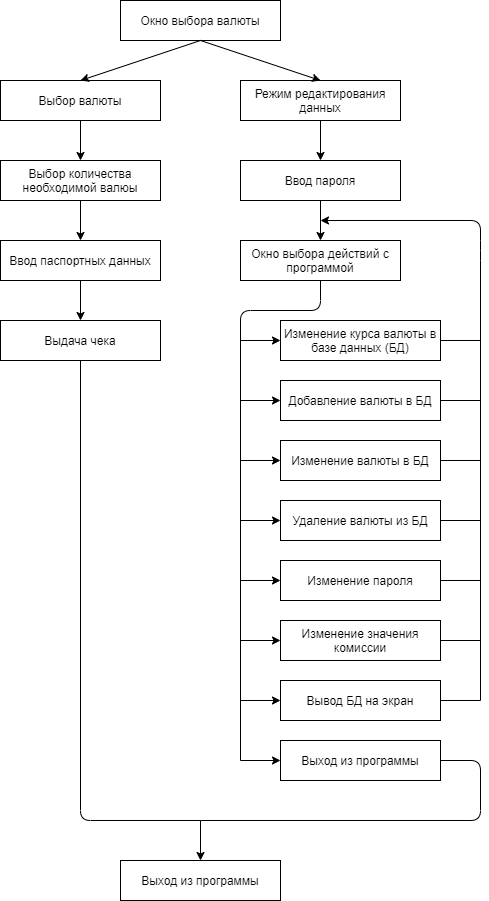 Окно выбора валюты
Выбор валюты
Режим редактирования
данных
Выбор количества
необходимой валюы
Ввод пароля
Ввод паспортных данных
Окно выбора действий с
программой
Выдача чека
Изменение курса валюты в
базе данных (БД)
Добавление валюты в БД
Изменение валюты в БД
Удаление валюты из БД
Изменение пароля
Изменение значения
комиссии
Вывод БД на экран
Выход из программы
Выход из программы